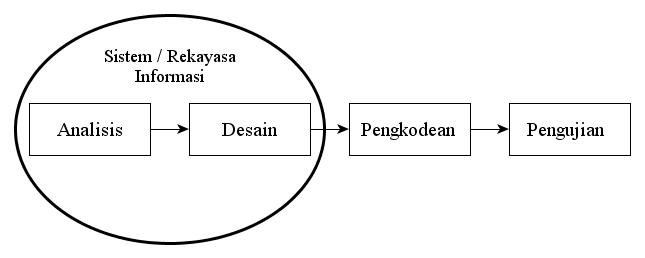 Sistem / Rekayasa
Informasi
Analisis
Desain
Pengkodean
Pengujian